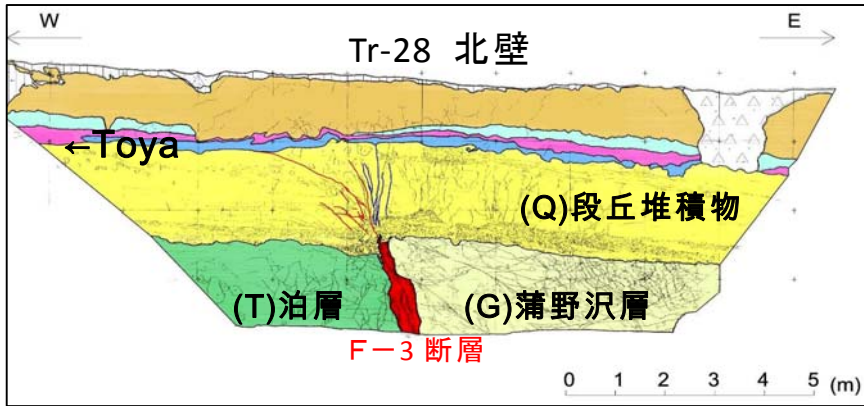 W E
Tr-28 北壁
←Toya
(Q)段丘堆積物
(T)泊層 (G)蒲野沢層
F－3 断層
0 1 2 3 4 5 (m)